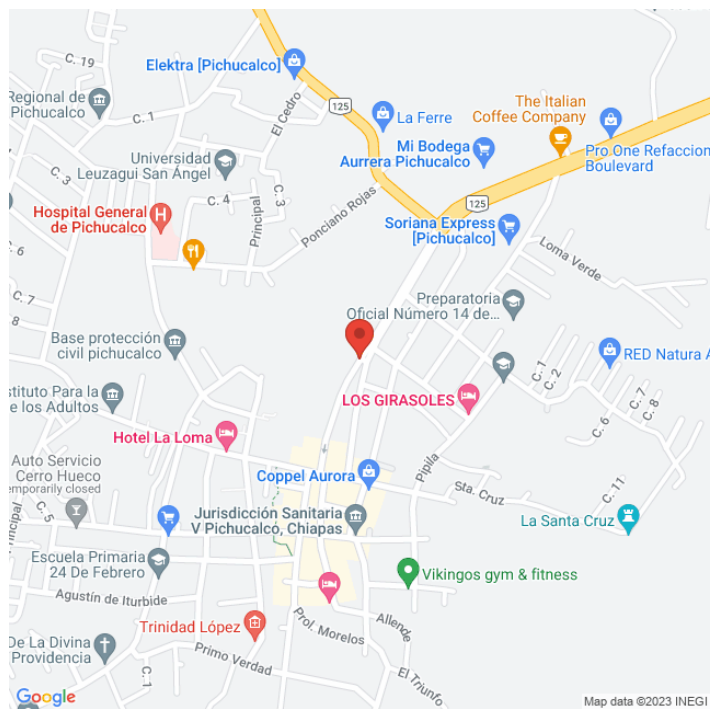 C. 19
Elektra [Pichucalco]
Regional de
Pichucalco
C. 1
El Cedro
125
La Ferre
The Italian
Coffee Company
Mi Bodega
Aurrera Pichucalco
Pro One Refaccion
Boulevard
Universidad
Leuzagui San Ángel
C. 3
C. 4
C. 3
Principal
Ponciano Rojas
125
Hospital General
de Pichucalco
Soriana Express
[Pichucalco]
C. 6
Loma Verde
C. 7
8
Preparatoria
Oficial Número 14 de...
Base protección
civil pichucalco
C. 1
C. 2
RED Natura A
stituto Para la
e los Adultos
LOS GIRASOLES
C. 7
C. 8
C. 6
Hotel La Loma
Auto Servicio
Cerro Hueco
emporarily closed
Coppel Aurora
Pipila
Sta. Cruz
C. 11
Principal
C. 5
Jurisdicción Sanitaria
V Pichucalco, Chiapas
La Santa Cruz
Escuela Primaria
24 De Febrero
Vikingos gym & fitness
Agustín de Iturbide
Trinidad López
Prol. Morelos
Allende
De La Divina
Providencia
C. 1
Primo Verdad
El Triunfo
Google
Map data ©2023 INEGI